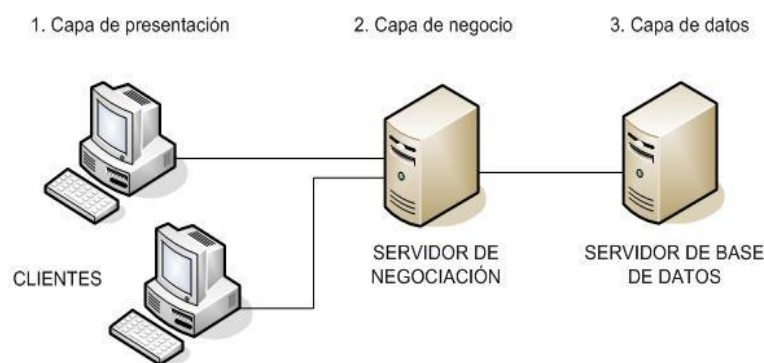 1. Capa de presentación
2. Capa de negocio
3. Capa de datos
CLIENTES
SERVIDOR DE
NEGOCIACIÓN
SERVIDOR DE BASE
DE DATOS